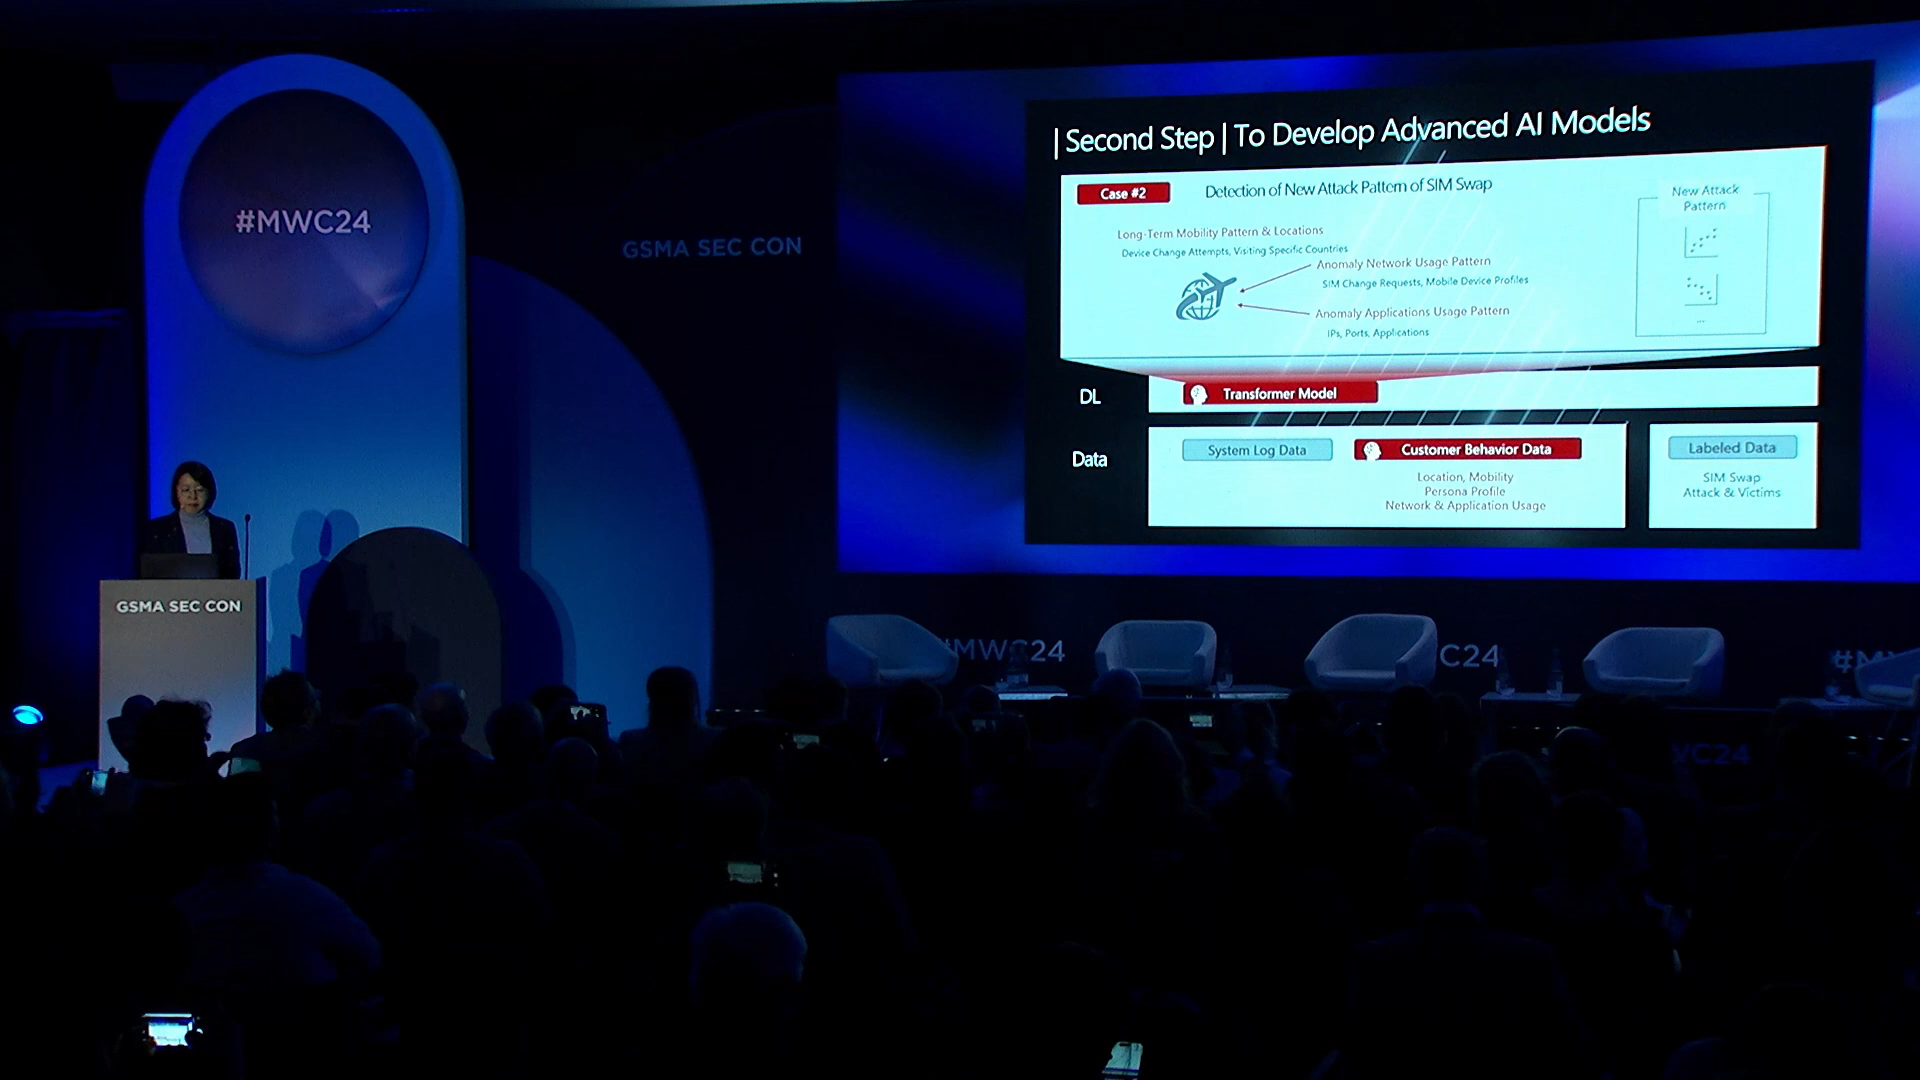 #MWC24
GSMA SEC CON
GSMA SEC CON
| Second Step | To Develop Advanced AI Models
Case #2
Detection of New Attack Pattern of SIM Swap
New Attack
Pattern
Long-Term Mobility Pattern & Locations
Device Change Attempts, Visiting Specific Countries
Anomaly Network Usage Pattern
SIM Change Requests, Mobile Device Profiles
Anomaly Applications Usage Pattern
IPs, Ports, Applications
...
DL
Transformer Model
Data
System Log Data
Customer Behavior Data
Location, Mobility
Persona Profile
Network & Application Usage
Labeled Data
SIM Swap
Attack & Victims
#MWC24
C24
#MW
WC24